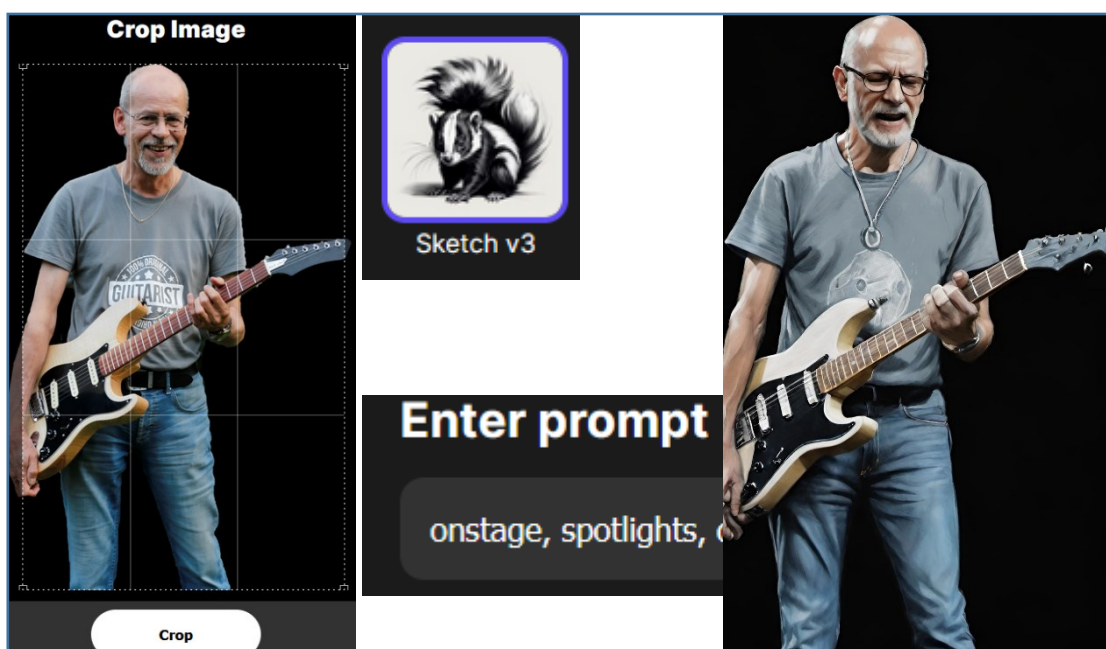 Crop Image
100% ORIGINAL
GUITARIST
Crop
Sketch v3
Enter prompt
onstage, spotlights,